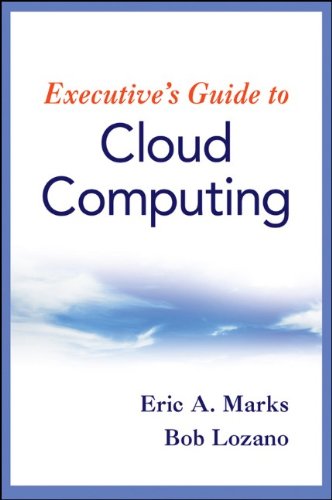 Executive's Guide to
Cloud
Computing
Eric A. Marks
Bob Lozano